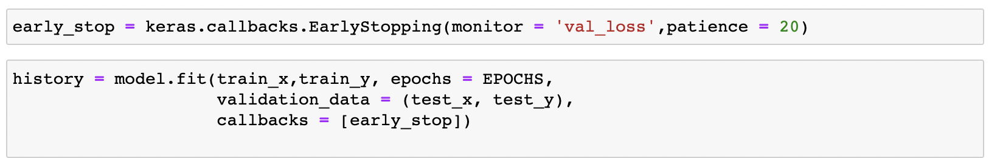 early_stop = keras.callbacks.EarlyStopping(monitor = 'val_loss',patience = 20)
history = model.fit(train_x,train_y, epochs = EPOCHS,
validation_data = (test_x, test_y),
callbacks = [early_stop])